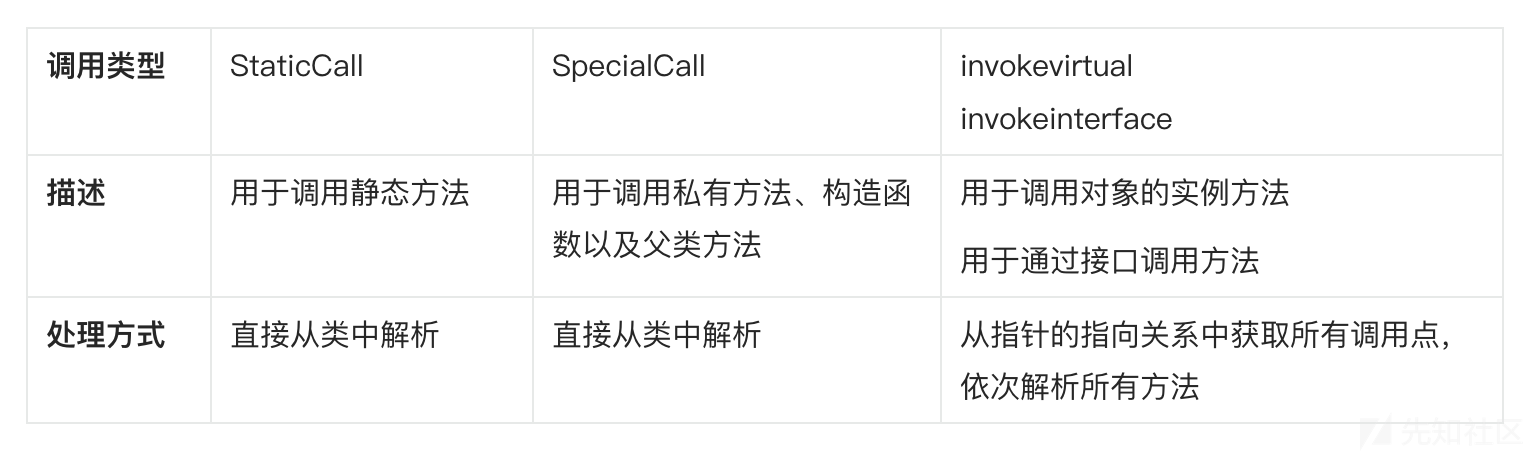 调用类型
StaticCall
SpecialCall
invokevirtual
invokeinterface
描述
用于调用静态方法
用于调用私有方法、构造函
数以及父类方法
用于调用对象的实例方法
用于通过接口调用方法
处理方式
直接从类中解析
直接从类中解析
从指针的指向关系中获取所有调用点，
依次解析所有方法
先知社区